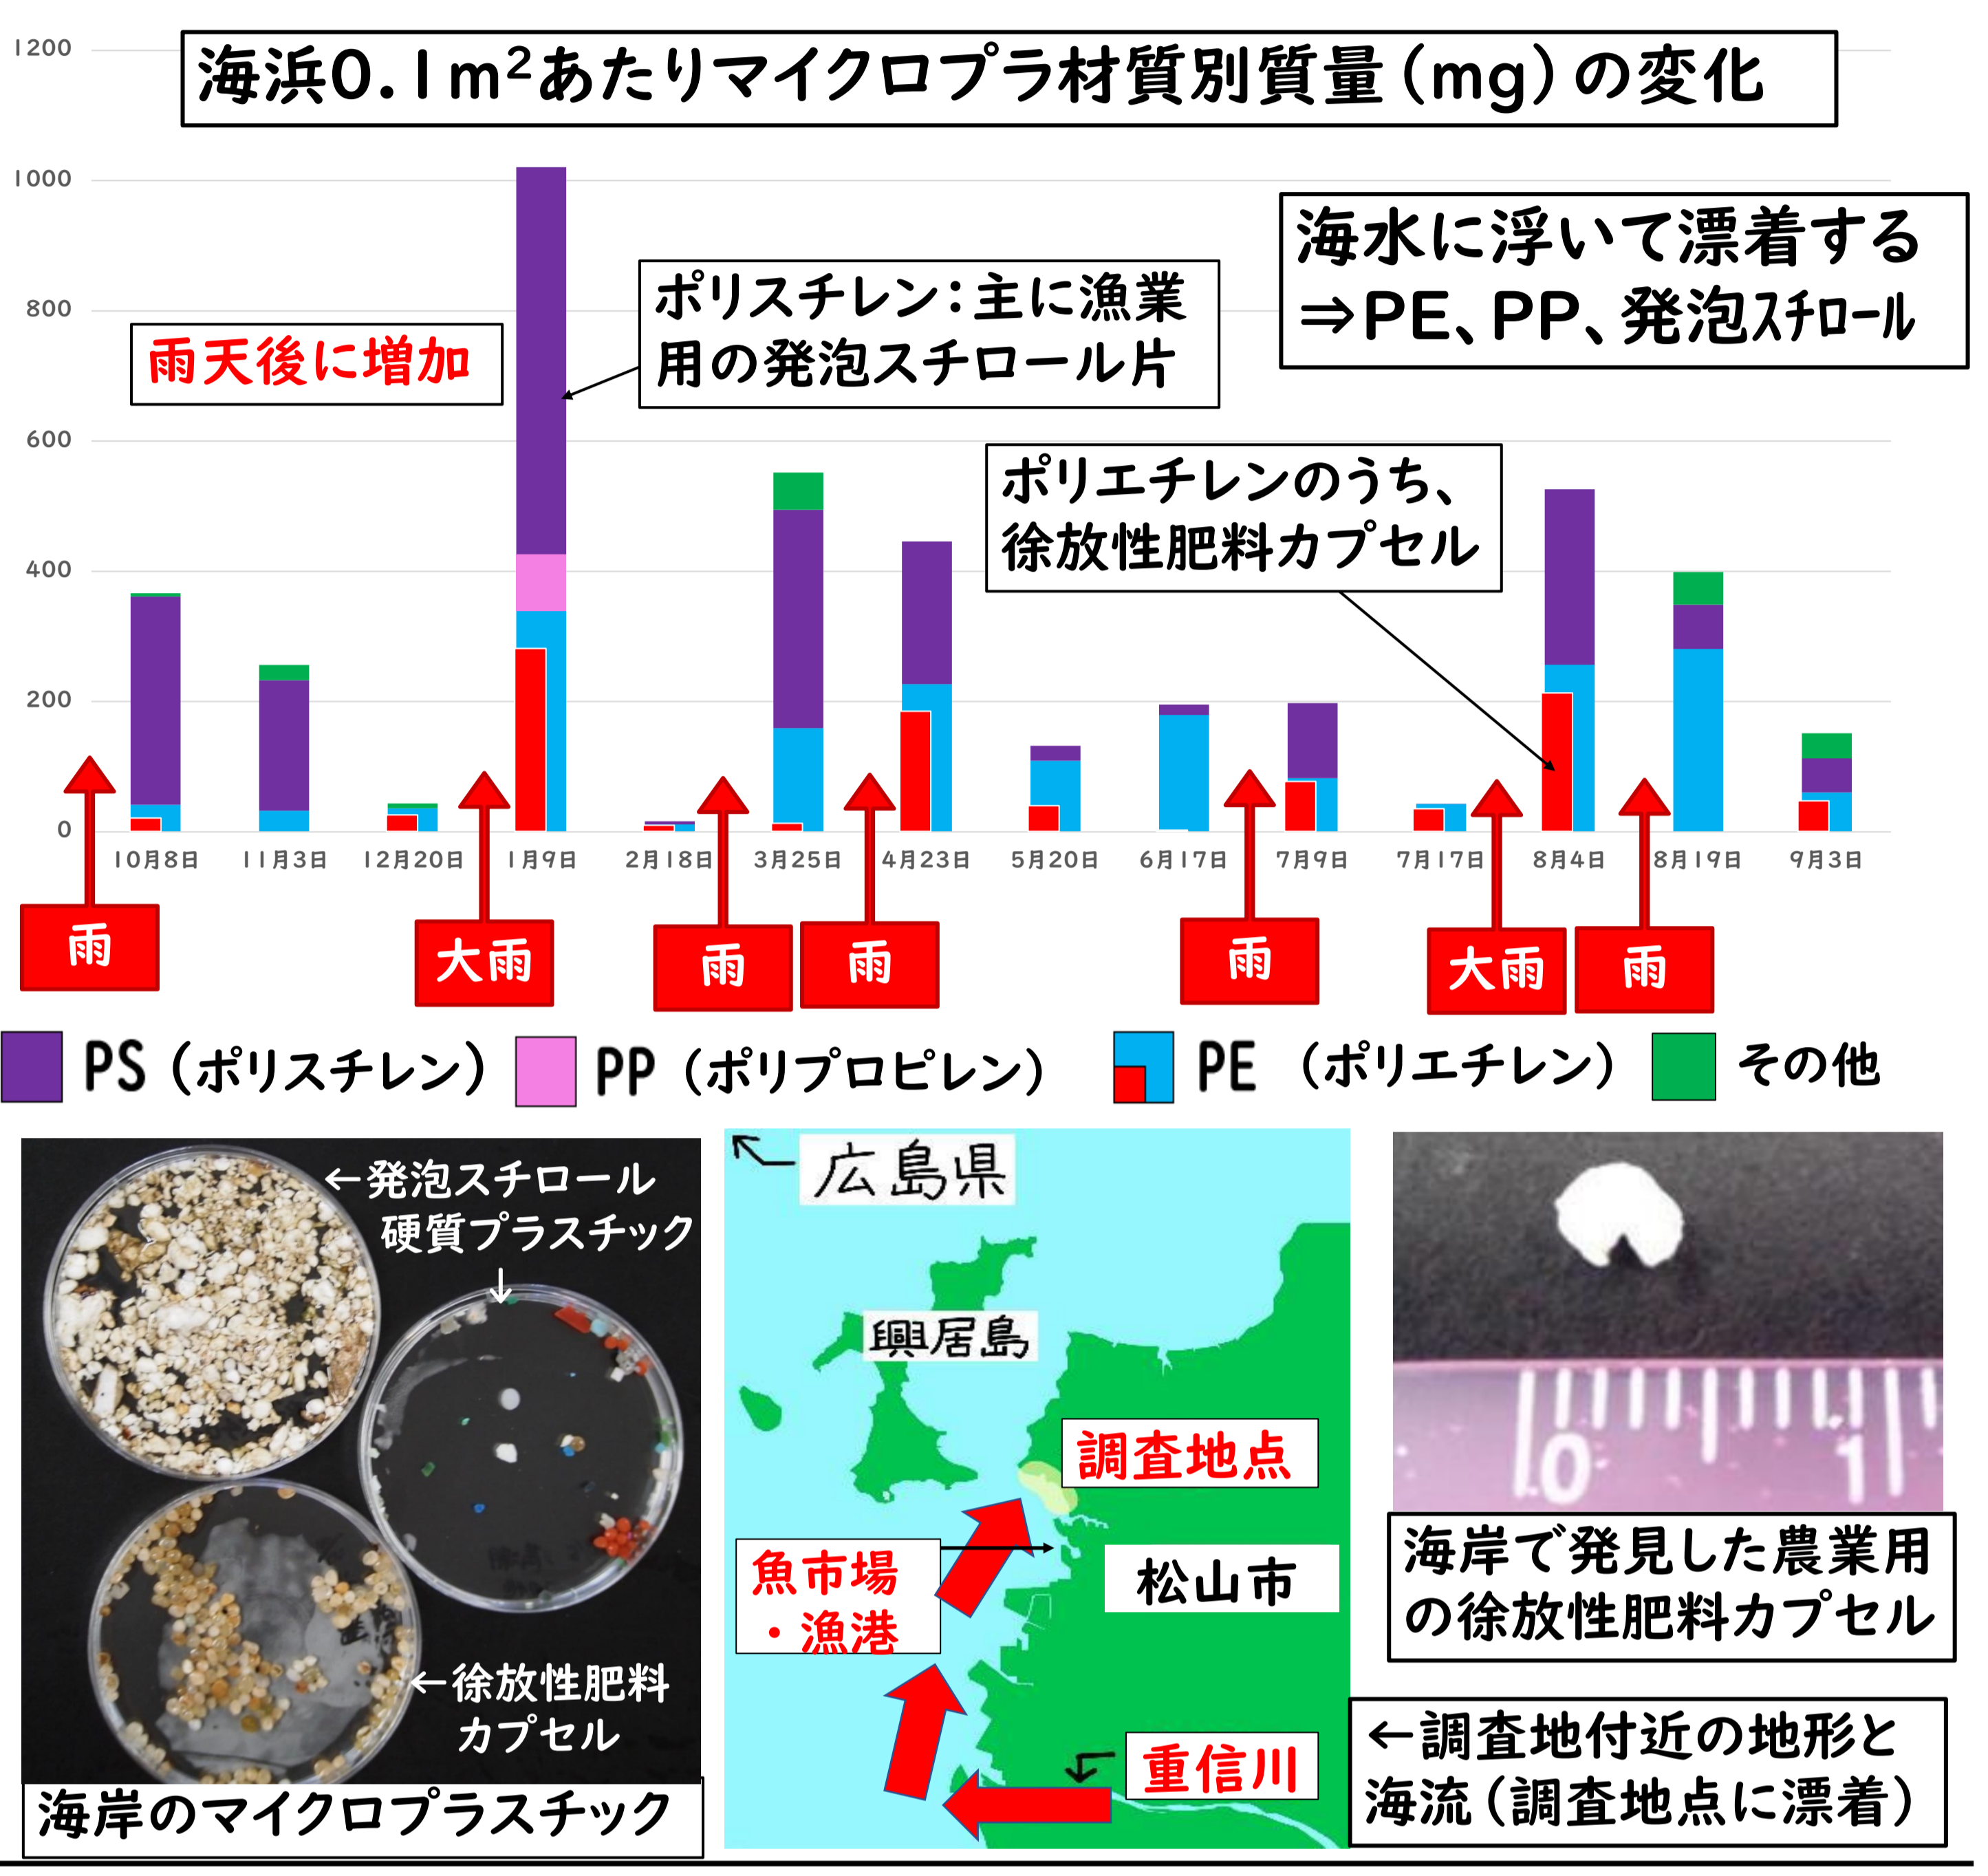 海浜0.1m²あたりマイクロプラ材質別質量(mg)の変化
1200
1000
800
600
400
200
0
雨天後に増加
ポリスチレン:主に漁業
用の発泡スチロール片
海水に浮いて漂着する
⇒PE、PP、発泡ｽﾁﾛｰﾙ
ポリエチレンのうち、
徐放性肥料カプセル
10月8日 11月3日 12月20日 1月9日 2月18日 3月25日 4月23日 5月20日 6月17日 7月9日 7月17日 8月4日 8月19日 9月3日
雨 大雨 雨 雨 雨 大雨 雨
PS(ポリスチレン) PP(ポリプロピレン) PE (ポリエチレン) その他
←発泡スチロール
硬質プラスチック
↓
←徐放性肥料
カプセル
海岸のマイクロプラスチック
広島県
興居島
調査地点
魚市場
・漁港
松山市
重信川
0 1
海岸で発見した農業用
の徐放性肥料カプセル
←調査地付近の地形と
海流(調査地点に漂着)